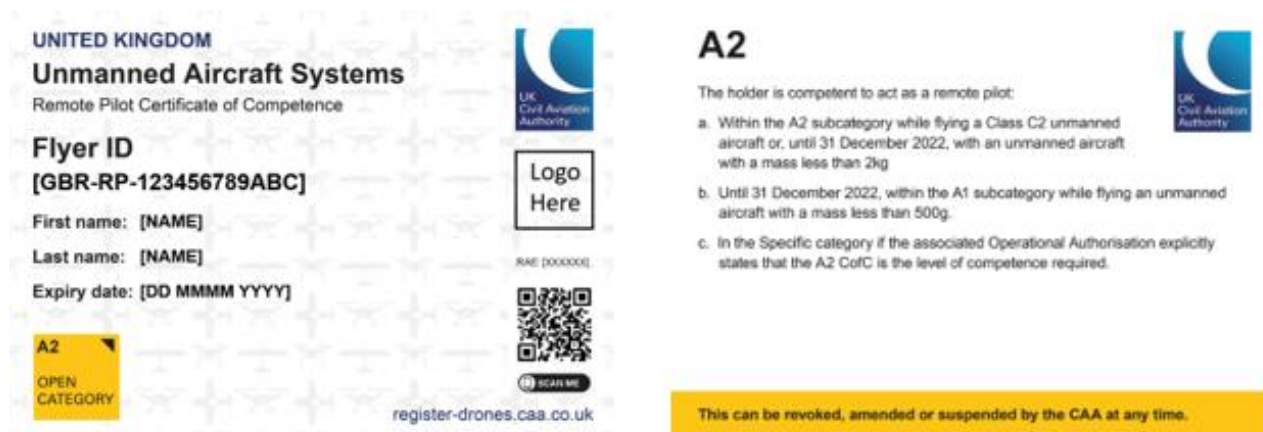 UNITED KINGDOM
Unmanned Aircraft Systems
Remote Pilot Certificate of Competence
UK
Civil Aviation
Authority
Flyer ID
[GBR-RP-123456789ABC]
Logo
Here
First name: [NAME]
Last name: [NAME]
RAE [XXXXXX]
Expiry date: [DD MMMM YYYY]
A2
OPEN
CATEGORY
SCAN ME
register-drones.caa.co.uk
A2
UK
Civil Aviation
Authority
The holder is competent to act as a remote pilot:
a. Within the A2 subcategory while flying a Class C2 unmanned
aircraft or, until 31 December 2022, with an unmanned aircraft
with a mass less than 2kg
b. Until 31 December 2022, within the A1 subcategory while flying an unmanned
aircraft with a mass less than 500g.
c. In the Specific category if the associated Operational Authorisation explicitly
states that the A2 CofC is the level of competence required.
This can be revoked, amended or suspended by the CAA at any time.